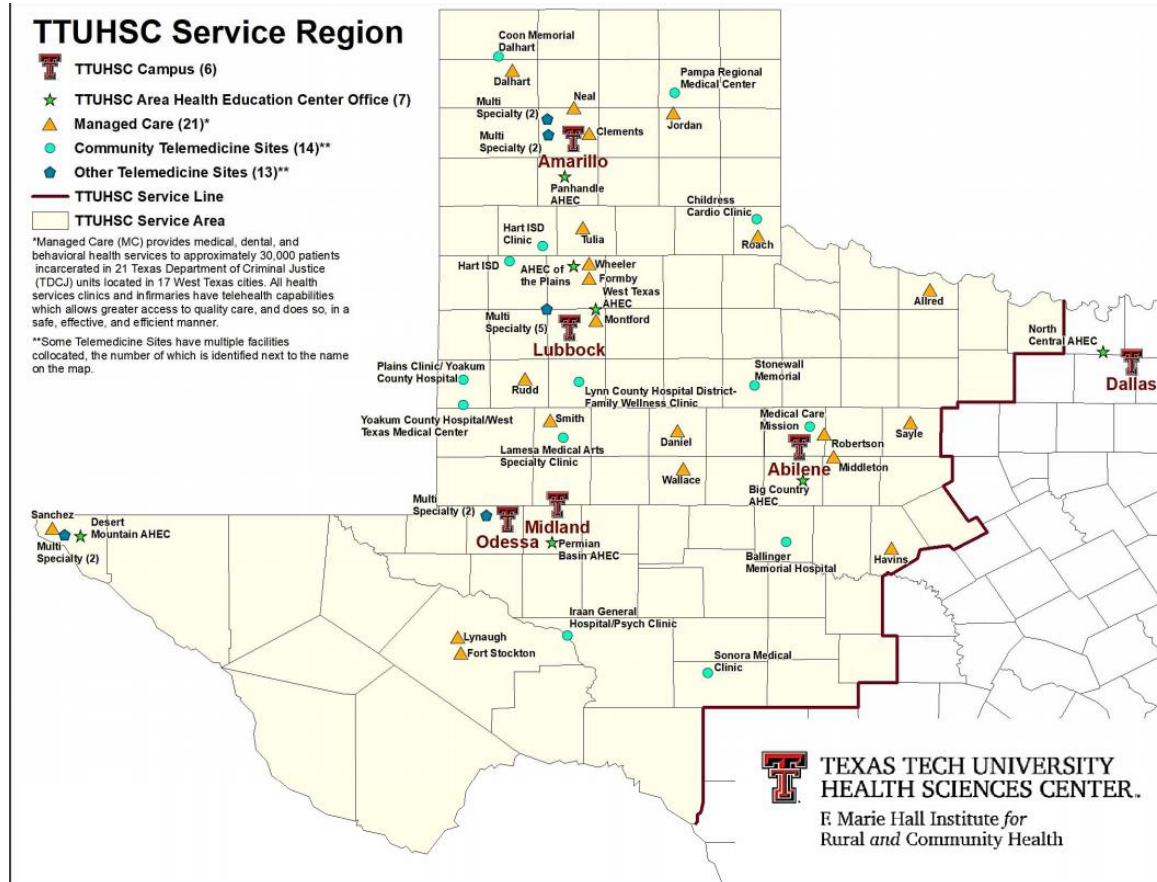 TTUHSC Service Region
TTUHSC Campus (6)
TTUHSC Area Health Education Center Office (7)
Managed Care (21)*
Community Telemedicine Sites (14)**
Other Telemedicine Sites (13)**
TTUHSC Service Line
TTUHSC Service Area
*Managed Care (MC) provides medical, dental, and
behavioral health services to approximately 30,000 patients
incarcerated in 21 Texas Department of Criminal Justice
(TDCJ) units located in 17 West Texas cities. All health
services clinics and infirmaries have telehealth capabilities
which allows greater access to quality care, and does so, in a
safe, effective, and efficient manner.
**Some Telemedicine Sites have multiple facilities
collocated, the number of which is identified next to the name
on the map.
Coon Memorial
Dalhart
Dalhart
Pampa Regional
Medical Center
Multi
Specialty (2)
Neal
Jordan
Multi
Specialty (2)
Clements
Amarillo
Panhandle
AHEC
Childress
Cardio Clinic
Hart ISD
Clinic
Tulia
Roach
Hart ISD
AHEC of
the Plains
Wheeler
Formby
West Texas
AHEC
Allred
Multi
Specialty (5)
Montford
Lubbock
North
Central AHEC
Dallas
Plains Clinic/ Yoakum
County Hospital
Rudd
Lynn County Hospital District-
Family Wellness Clinic
Stonewall
Memorial
Yoakum County Hospital/West
Texas Medical Center
Smith
Lamesa Medical Arts
Specialty Clinic
Daniel
Medical Care
Mission
Robertson
Sayle
Wallace
Abilene
Middleton
Big Country
AHEC
Multi
Specialty (2)
Midland
Odessa
Permian
Basin AHEC
Sanchez
Desert
Mountain AHEC
Multi
Specialty (2)
Ballinger
Memorial Hospital
Havins
Iraan General
Hospital/Psych Clinic
Lynaugh
Fort Stockton
Sonora Medical
Clinic
TEXAS TECH UNIVERSITY
HEALTH SCIENCES CENTER™
F. Marie Hall Institute for
Rural and Community Health